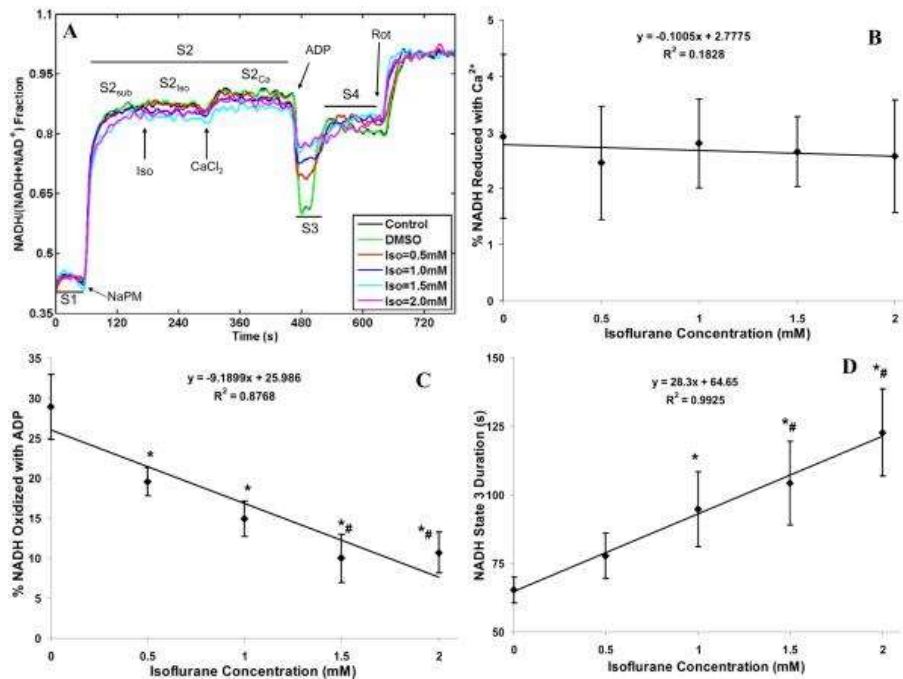 A
1.1
0.95
0.8
0.65
0.5
0.35
NADH/(NADH+NAD⁺) Fraction
S2
S2sub
S2Iso
S2Ca
ADP
Rot
S4
Iso
CaCl₂
S3
S1
NaPM
Control
DMSO
Iso=0.5mM
Iso=1.0mM
Iso=1.5mM
Iso=2.0mM
0 120 240 360 480 600 720
Time (s)
B
y = -0.1005x + 2.7775
R² = 0.1828
% NADH Reduced with Ca²⁺
5
4
3
2
1
0
0 0.5 1 1.5 2
Isoflurane Concentration (mM)
C
y = -9.1899x + 25.986
R² = 0.8768
% NADH Oxidized with ADP
35
30
25
20
15
10
5
0
*
*
*#
*#
0 0.5 1 1.5 2
Isoflurane Concentration (mM)
D
y = 28.3x + 64.65
R² = 0.9925
NADH State 3 Duration (s)
150
125
100
75
50
*
*#
*#
0 0.5 1 1.5 2
Isoflurane Concentration (mM)